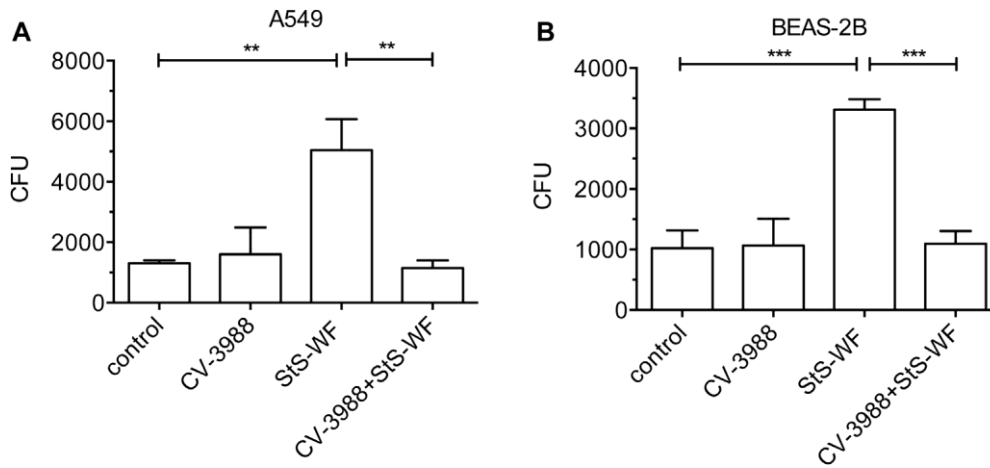 A
A549
**
**
8000
6000
4000
2000
0
CFU
control
CV-3988
StS-WF
CV-3988+StS-WF
B
BEAS-2B
***
***
4000
3000
2000
1000
0
CFU
control
CV-3988
StS-WF
CV-3988+StS-WF